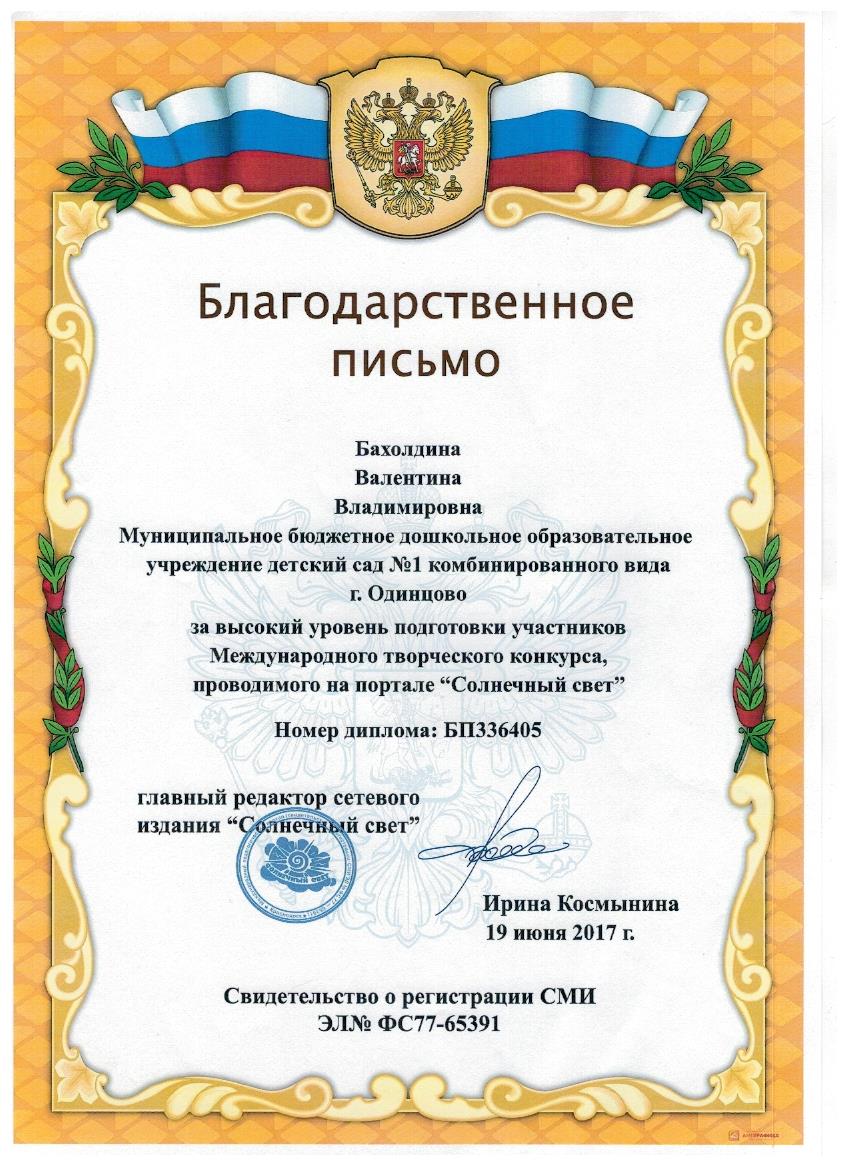 Благодарственное
письмо
Бахолдина
Валентина
Владимировна
Муниципальное бюджетное дошкольное образовательное
учреждение детский сад №1 комбинированного вида
г. Одинцово
за высокий уровень подготовки участников
Международного творческого конкурса,
проводимого на портале “Солнечный свет”
Номер диплома: БП336405
главный редактор сетевого
издания “Солнечный свет”
СОЛНЕЧНЫЙ СВЕТ
Ирина Космынина
19 июня 2017 г.
Свидетельство о регистрации СМИ
ЭЛ№ ФС77-65391